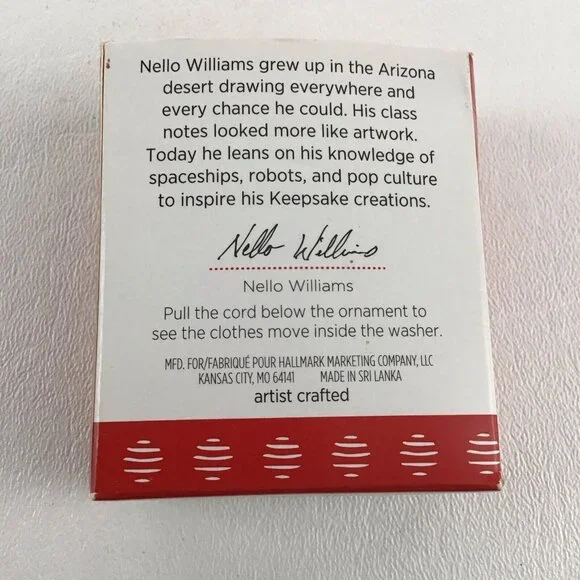 Nello Williams grew up in the Arizona
desert drawing everywhere and
every chance he could. His class
notes looked more like artwork.
Today he leans on his knowledge of
spaceships, robots, and pop culture
to inspire his Keepsake creations.
Nello Williams
Nello Williams
Pull the cord below the ornament to
see the clothes move inside the washer.
MFD. FOR/FABRIQUÉ POUR HALLMARK MARKETING COMPANY, LLC
KANSAS CITY, MO 64141 MADE IN SRI LANKA
artist crafted